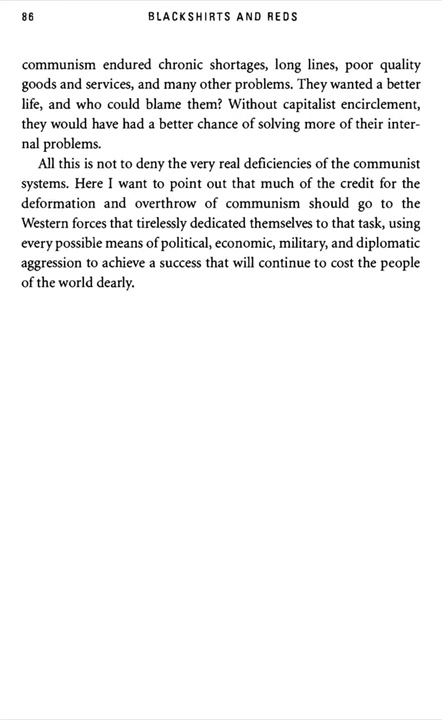 86 BLACKSHIRTS AND REDS
communism endured chronic shortages, long lines, poor quality
goods and services, and many other problems. They wanted a better
life, and who could blame them? Without capitalist encirclement,
they would have had a better chance of solving more of their inter-
nal problems.
All this is not to deny the very real deficiencies of the communist
systems. Here I want to point out that much of the credit for the
deformation and overthrow of communism should go to the
Western forces that tirelessly dedicated themselves to that task, using
every possible means of political, economic, military, and diplomatic
aggression to achieve a success that will continue to cost the people
of the world dearly.